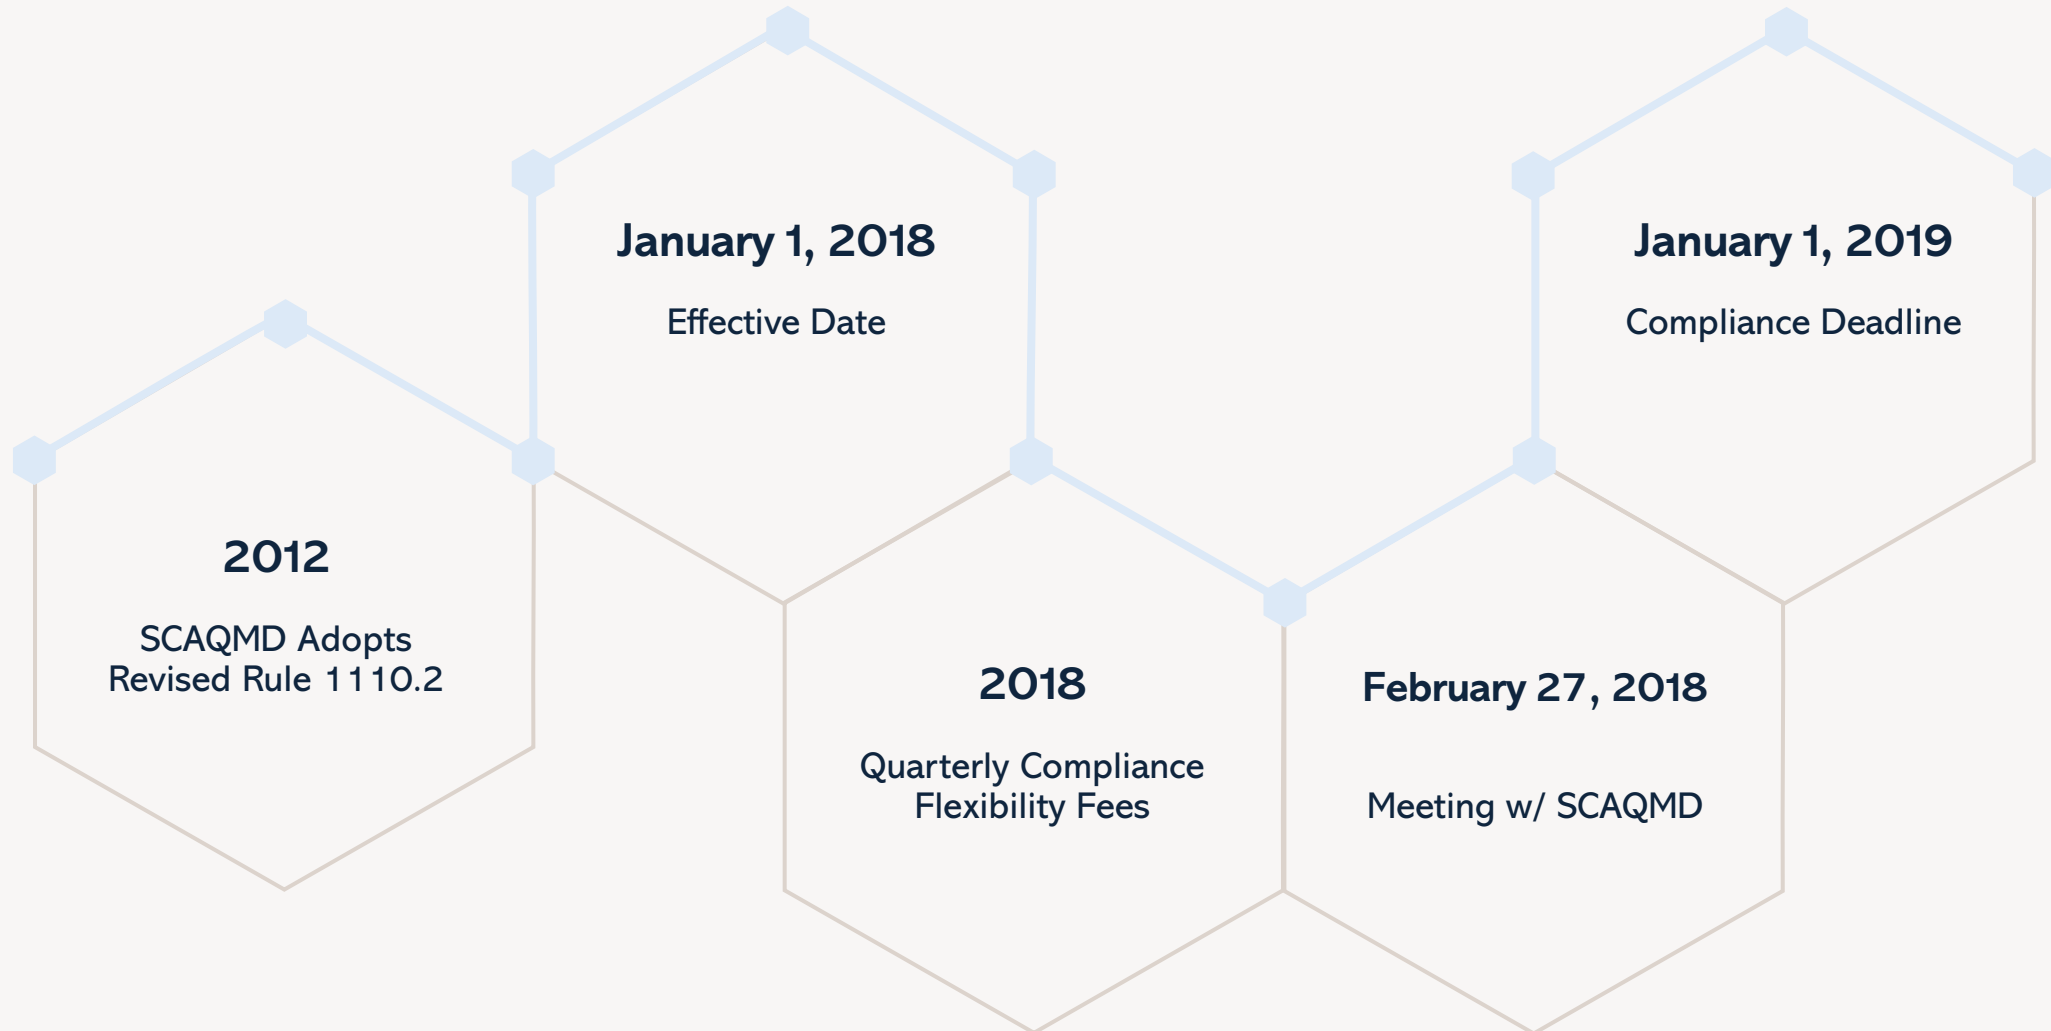 2012
SCAQMD Adopts
Revised Rule 1110.2
January 1, 2018
Effective Date
2018
Quarterly Compliance
Flexibility Fees
February 27, 2018
Meeting w/ SCAQMD
January 1, 2019
Compliance Deadline